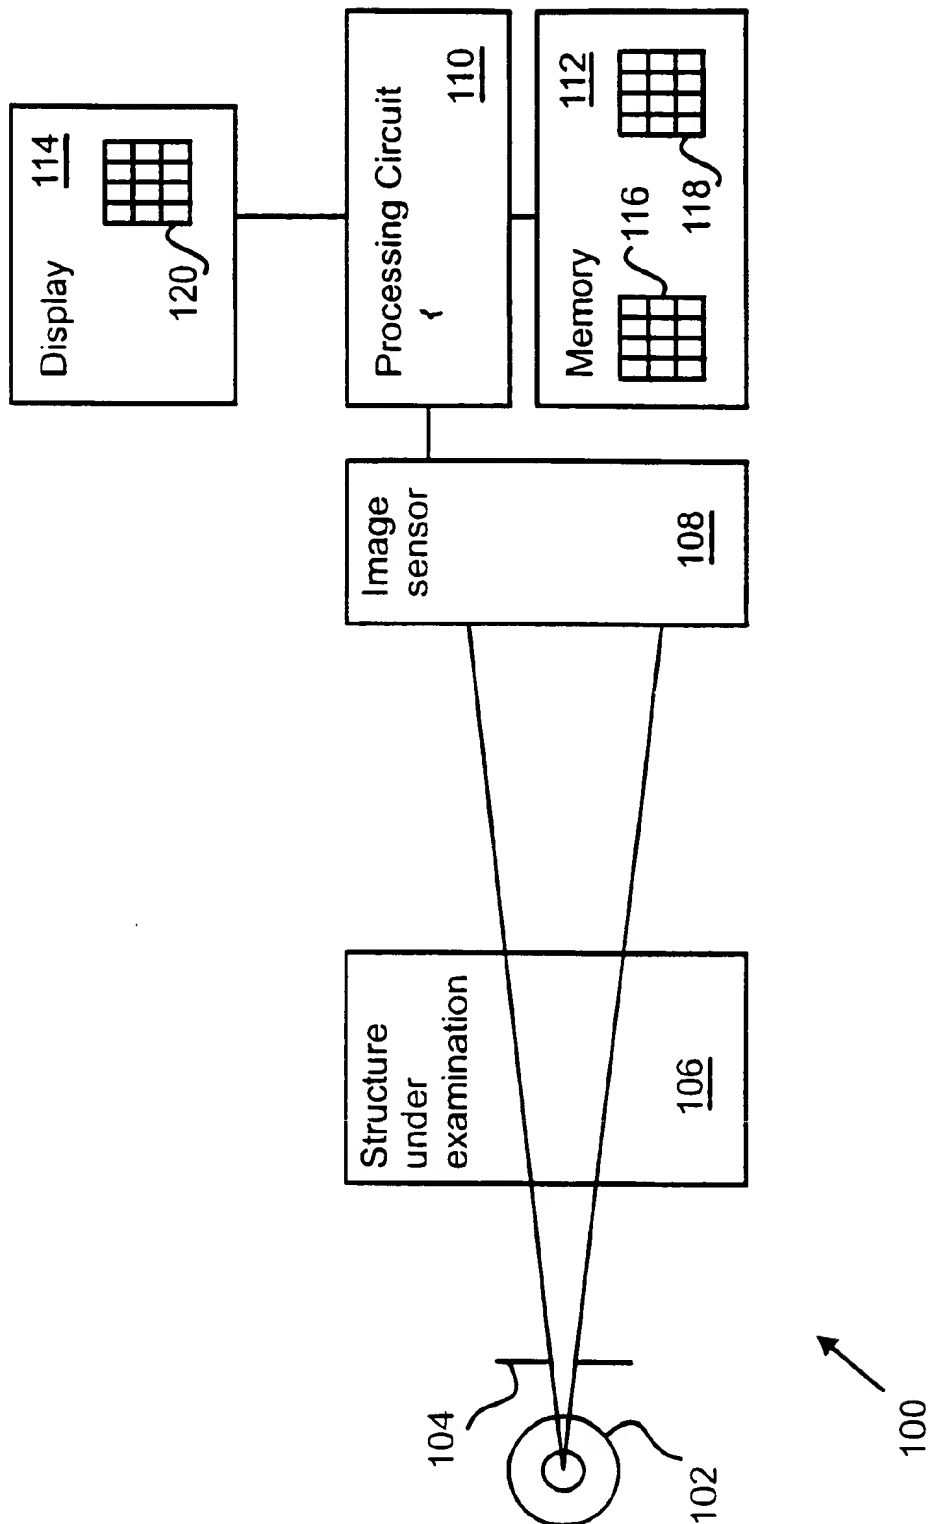 Display
114
120
Processing Circuit
110
Memory
112
116
118
Image
sensor
108
Structure
under
examination
106
104
102
100